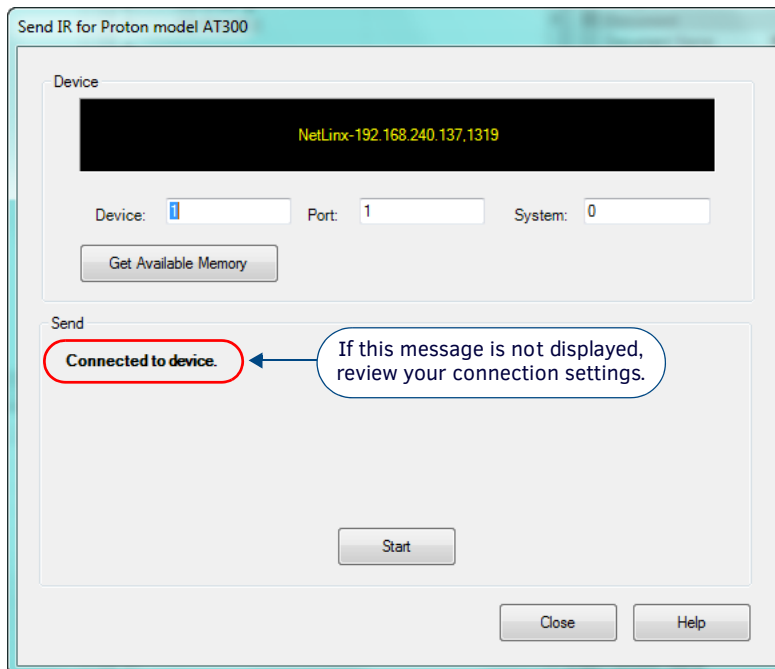 Send IR for Proton model AT300
Device
NetLinx-192.168.240.137,1319
Device: 1 Port: 1 System: 0
Get Available Memory
Send
Connected to device.
If this message is not displayed,
review your connection settings.
Start
Close Help